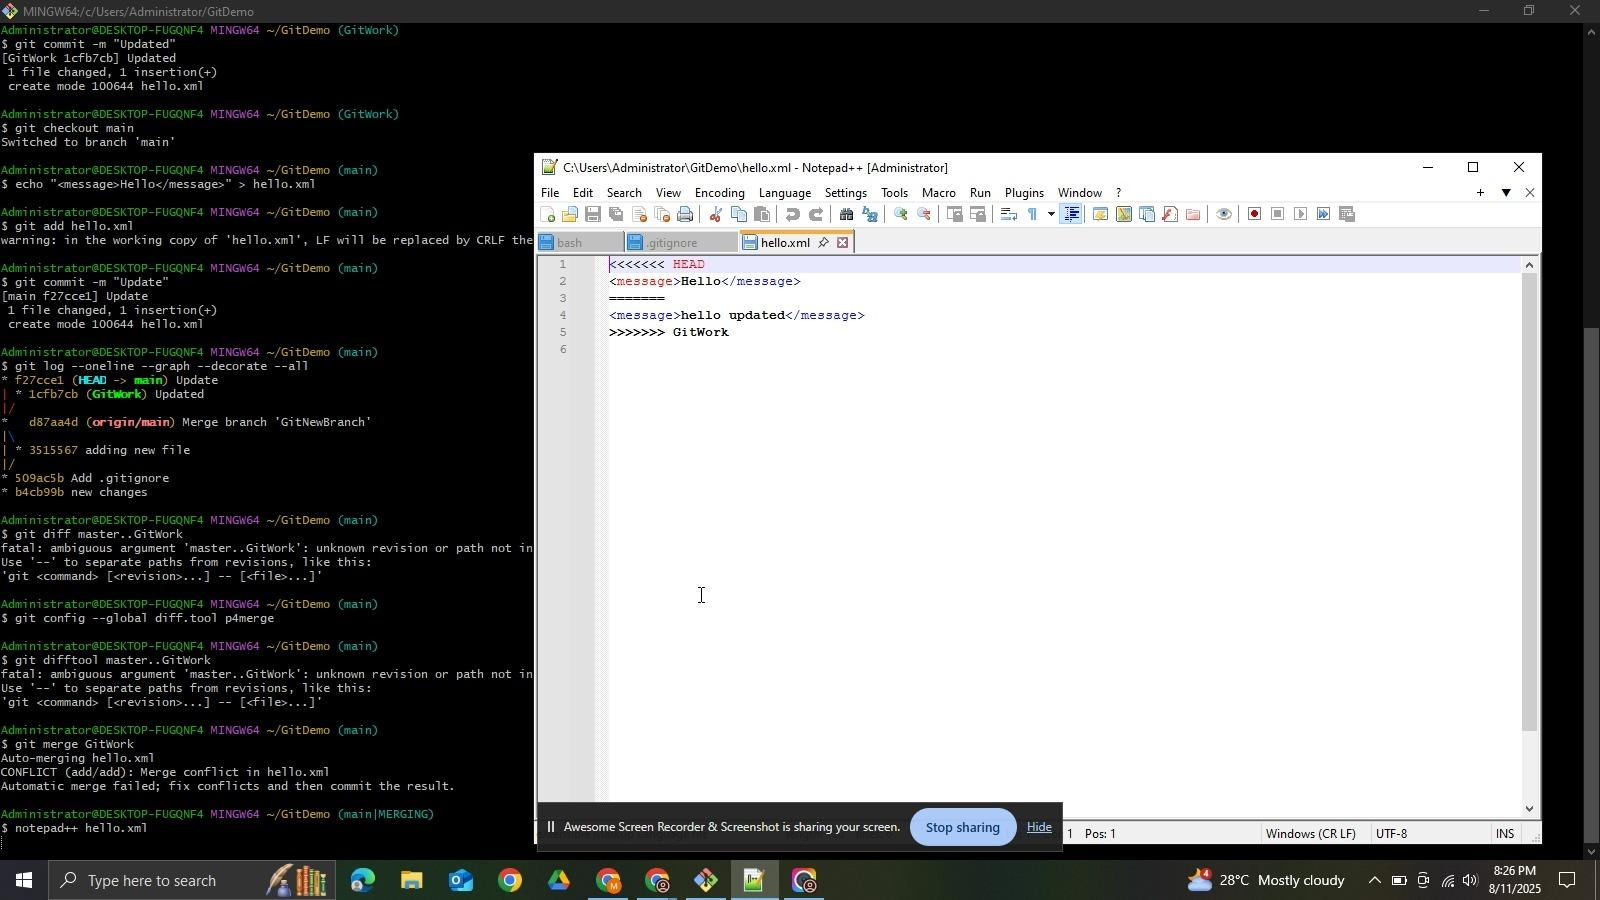 MINGW64:/c/Users/Administrator/GitDemo
Administrator@DESKTOP-FUGQNF4 MINGW64 ~/GitDemo (GitWork)
$ git commit -m "Updated"
[GitWork 1cfb7cb] Updated
1 file changed, 1 insertion(+)
create mode 100644 hello.xml
Administrator@DESKTOP-FUGQNF4 MINGW64 ~/GitDemo (GitWork)
$ git checkout main
Switched to branch 'main'
Administrator@DESKTOP-FUGQNF4 MINGW64 ~/GitDemo (main)
$ echo "<message>Hello</message>" > hello.xml
Administrator@DESKTOP-FUGQNF4 MINGW64 ~/GitDemo (main)
$ git add hello.xml
warning: in the working copy of 'hello.xml', LF will be replaced by CRLF the
Administrator@DESKTOP-FUGQNF4 MINGW64 ~/GitDemo (main)
$ git commit -m "Update"
[main f27cce1] Update
1 file changed, 1 insertion(+)
create mode 100644 hello.xml
Administrator@DESKTOP-FUGQNF4 MINGW64 ~/GitDemo (main)
$ git log --oneline --graph --decorate --all
* f27cce1 (HEAD -> main) Update
| * 1cfb7cb (GitWork) Updated
|/
*   d87aa4d (origin/main) Merge branch 'GitNewBranch'
|\
| * 3515567 adding new file
|/
* 509ac5b Add .gitignore
* b4cb99b new changes
Administrator@DESKTOP-FUGQNF4 MINGW64 ~/GitDemo (main)
$ git diff master..GitWork
fatal: ambiguous argument 'master..GitWork': unknown revision or path not in
Use '--' to separate paths from revisions, like this:
'git <command> [<revision>...] -- [<file>...]'
Administrator@DESKTOP-FUGQNF4 MINGW64 ~/GitDemo (main)
$ git config --global diff.tool p4merge
Administrator@DESKTOP-FUGQNF4 MINGW64 ~/GitDemo (main)
$ git difftool master..GitWork
fatal: ambiguous argument 'master..GitWork': unknown revision or path not in
Use '--' to separate paths from revisions, like this:
'git <command> [<revision>...] -- [<file>...]'
Administrator@DESKTOP-FUGQNF4 MINGW64 ~/GitDemo (main)
$ git merge GitWork
Auto-merging hello.xml
CONFLICT (add/add): Merge conflict in hello.xml
Automatic merge failed; fix conflicts and then commit the result.
Administrator@DESKTOP-FUGQNF4 MINGW64 ~/GitDemo (main|MERGING)
$ notepad++ hello.xml
C:\Users\Administrator\GitDemo\hello.xml - Notepad++ [Administrator]
File Edit Search View Encoding Language Settings Tools Macro Run Plugins Window ?
bash .gitignore hello.xml
1 <<<<<<< HEAD
2 <message>Hello</message>
3 =======
4 <message>hello updated</message>
5 >>>>>>> GitWork
6
Awesome Screen Recorder & Screenshot is sharing your screen. Stop sharing Hide
1 Pos: 1 Windows (CR LF) UTF-8 INS
Type here to search
4 28°C Mostly cloudy
8:26 PM
8/11/2025